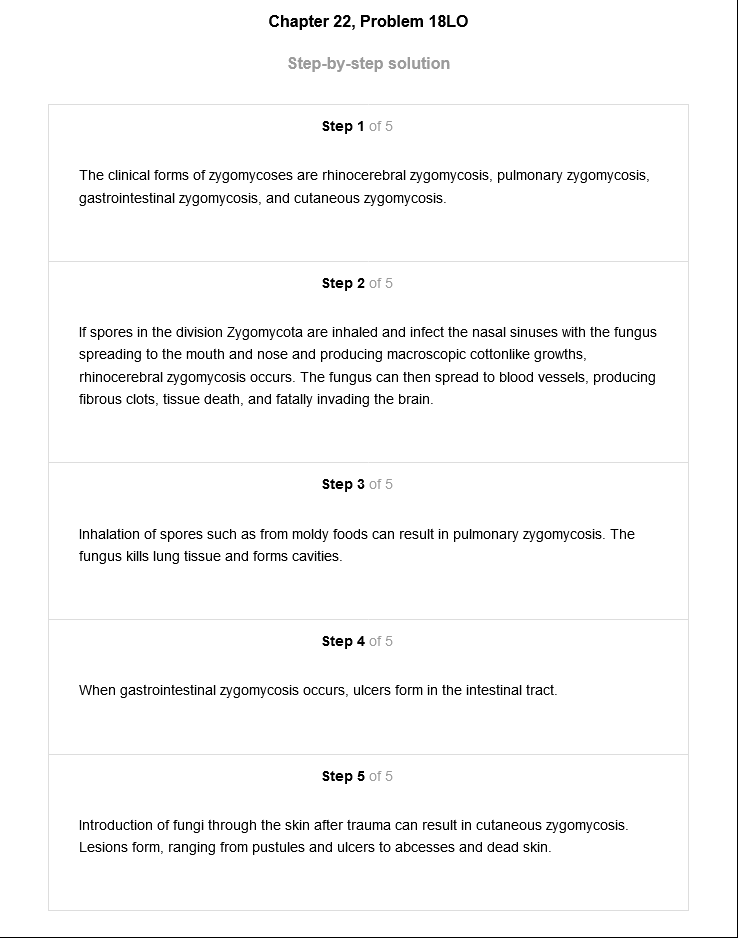 Chapter 22, Problem 18LO
Step-by-step solution
Step 1 of 5
The clinical forms of zygomycoses are rhinocerebral zygomycosis, pulmonary zygomycosis,
gastrointestinal zygomycosis, and cutaneous zygomycosis.
Step 2 of 5
If spores in the division Zygomycota are inhaled and infect the nasal sinuses with the fungus
spreading to the mouth and nose and producing macroscopic cottonlike growths,
rhinocerebral zygomycosis occurs. The fungus can then spread to blood vessels, producing
fibrous clots, tissue death, and fatally invading the brain.
Step 3 of 5
Inhalation of spores such as from moldy foods can result in pulmonary zygomycosis. The
fungus kills lung tissue and forms cavities.
Step 4 of 5
When gastrointestinal zygomycosis occurs, ulcers form in the intestinal tract.
Step 5 of 5
Introduction of fungi through the skin after trauma can result in cutaneous zygomycosis.
Lesions form, ranging from pustules and ulcers to abcesses and dead skin.